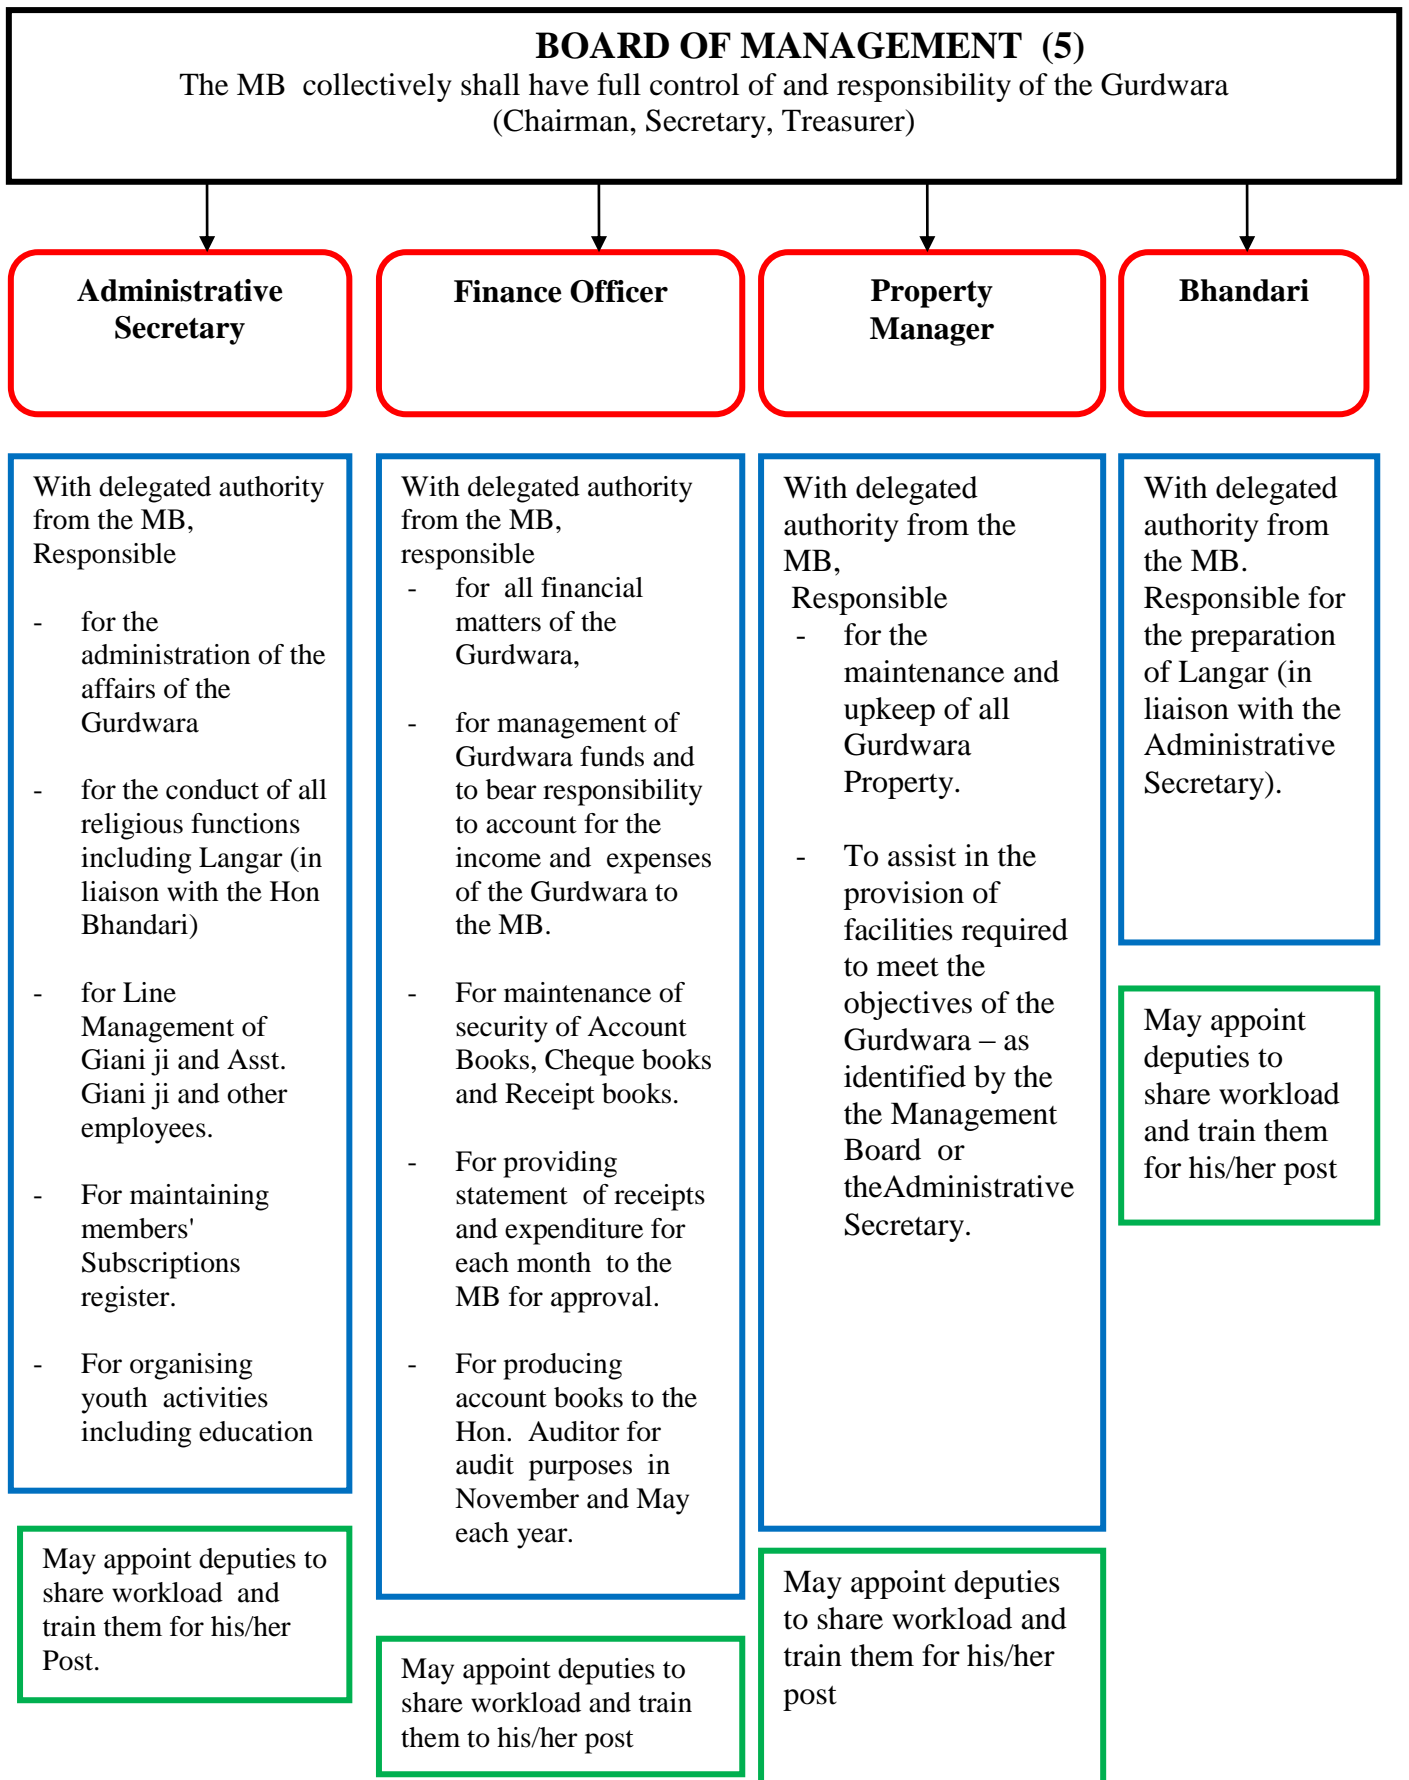 BOARD OF MANAGEMENT (5)
The MB collectively shall have full control of and responsibility of the Gurdwara
(Chairman, Secretary, Treasurer)
Administrative
Secretary
Finance Officer
Property
Manager
Bhandari
With delegated authority
from the MB,
Responsible
- for the
administration of the
affairs of the
Gurdwara
- for the conduct of all
religious functions
including Langar (in
liaison with the Hon
Bhandari)
- for Line
Management of
Giani ji and Asst.
Giani ji and other
employees.
- For maintaining
members'
Subscriptions
register.
- For organising
youth activities
including education
May appoint deputies to
share workload and
train them for his/her
Post.
With delegated authority
from the MB,
responsible
- for all financial
matters of the
Gurdwara,
- for management of
Gurdwara funds and
to bear responsibility
to account for the
income and expenses
of the Gurdwara to
the MB.
- For maintenance of
security of Account
Books, Cheque books
and Receipt books.
- For providing
statement of receipts
and expenditure for
each month to the
MB for approval.
- For producing
account books to the
Hon. Auditor for
audit purposes in
November and May
each year.
May appoint deputies to
share workload and train
them to his/her post
With delegated
authority from the
MB,
Responsible
- for the
maintenance and
upkeep of all
Gurdwara
Property.
- To assist in the
provision of
facilities required
to meet the
objectives of the
Gurdwara – as
identified by the
the Management
Board or
theAdministrative
Secretary.
May appoint deputies
to share workload and
train them for his/her
post
With delegated
authority from
the MB.
Responsible for
the preparation
of Langar (in
liaison with the
Administrative
Secretary).
May appoint
deputies to
share workload
and train them
for his/her post